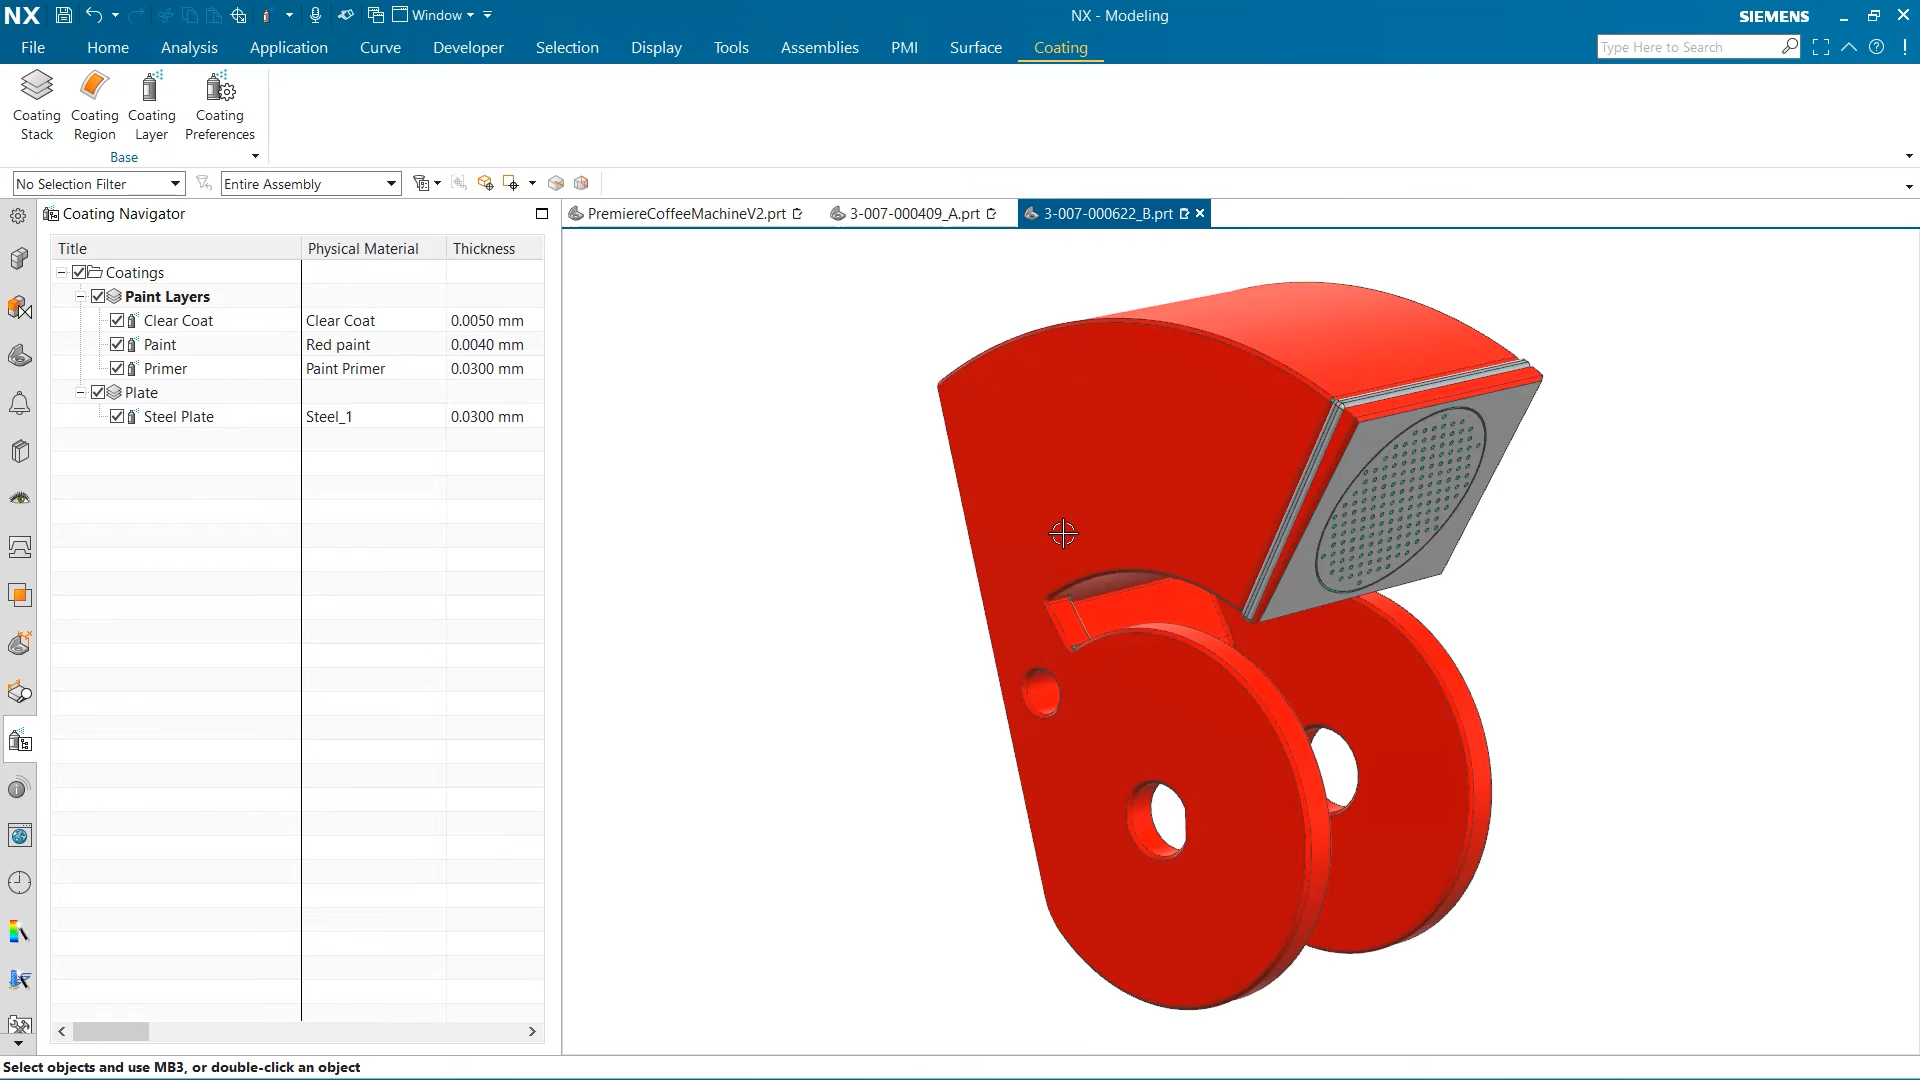 NX Window NX - Modeling SIEMENS
File Home Analysis Application Curve Developer Selection Display Tools Assemblies PMI Surface Coating Type Here to Search
Coating Stack Coating Region Coating Layer Coating Preferences
Base
No Selection Filter Entire Assembly
Coating Navigator PremiereCoffeeMachineV2.prt 3-007-000409_A.prt 3-007-000622_B.prt
Title Physical Material Thickness
Coatings
Paint Layers
Clear Coat Clear Coat 0.0050 mm
Paint Red paint 0.0040 mm
Primer Paint Primer 0.0300 mm
Plate
Steel Plate Steel_1 0.0300 mm
Select objects and use MB3, or double-click an object